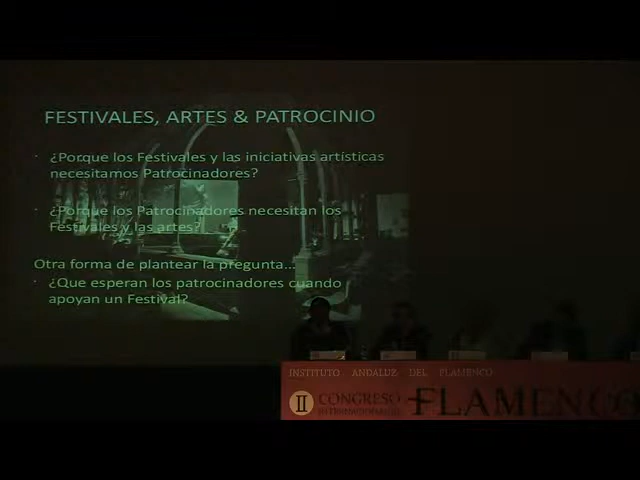 FESTIVALES, ARTES & PATROCINIO
· ¿Porque los Festivales y las iniciativas artísticas
necesitamos Patrocinadores?
· ¿Porque los Patrocinadores necesitan los
Festivales y las artes?
Otra forma de plantear la pregunta...
· ¿Que esperan los patrocinadores cuando
apoyan un Festival?
INSTITUTO ANDALUZ DEL FLAMENCO
II CONGRESO FLAMENCO
INTERNACIONAL